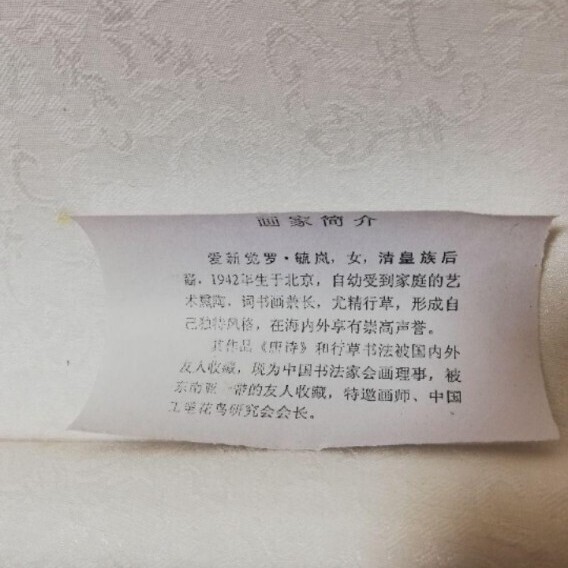 画家简介
爱新觉罗·毓岚，女，清皇族后
裔，1942年生于北京，自幼受到家庭的艺
术熏陶，词书画教长，尤精行草，形成自
己独特风格，在海内外享有崇高声誉。
其作品《唐诗》和行草书法被国内外
友人收藏，现为中国书法家会画理事，被
东南亚一带的友人收藏，特邀画师、中国
花鸟研究会会长。